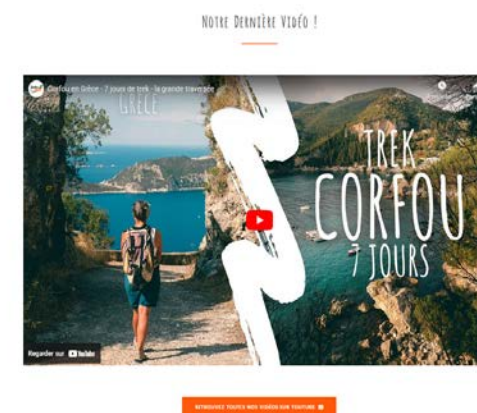 Notre Dernière Vidéo !
Corfou en Grèce - 7 jours de trek - la grande traversée
GRÈCE
TREK
CORFOU
7 JOURS
Regarder sur YouTube
RETROUVEZ TOUTES NOS VIDÉOS SUR YOUTUBE